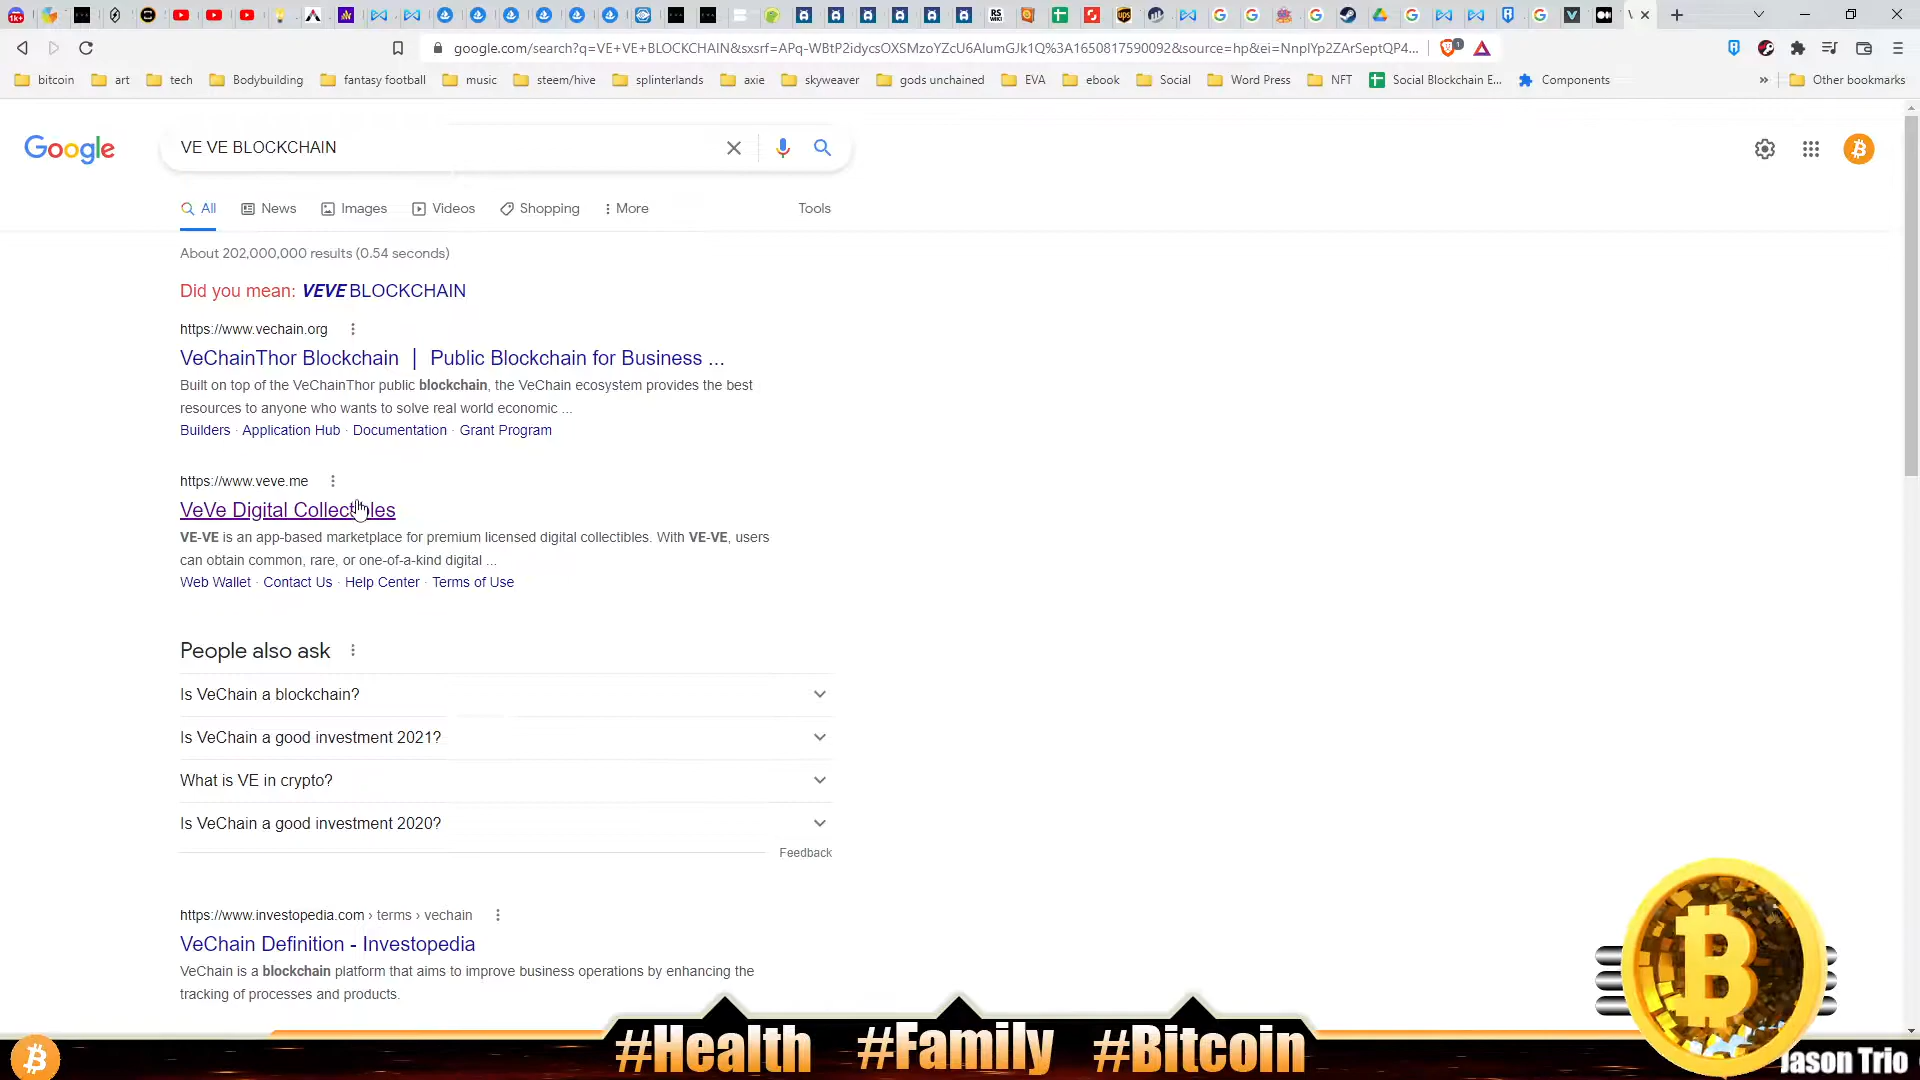 google.com/search?q=VE+VE+BLOCKCHAIN&sxsrf=APq-WBtP2idycsOXSMzoYZcU6AlumGJk1Q%3A1650817590092&source=hp&ei=NnplYp2ZArSeptQP4...
bitcoin art tech Bodybuilding fantasy football music steem/hive splinterlands axie skyweaver gods unchained EVA ebook Social Word Press NFT Social Blockchain E... Components » Other bookmarks
Google
VE VE BLOCKCHAIN
All News Images Videos Shopping More Tools
About 202,000,000 results (0.54 seconds)
Did you mean: VEVE BLOCKCHAIN
https://www.vechain.org
VeChainThor Blockchain | Public Blockchain for Business ...
Built on top of the VeChainThor public blockchain, the VeChain ecosystem provides the best
resources to anyone who wants to solve real world economic ...
Builders · Application Hub · Documentation · Grant Program
https://www.veve.me
VeVe Digital Collectibles
VE-VE is an app-based marketplace for premium licensed digital collectibles. With VE-VE, users
can obtain common, rare, or one-of-a-kind digital ...
Web Wallet · Contact Us · Help Center · Terms of Use
People also ask
Is VeChain a blockchain?
Is VeChain a good investment 2021?
What is VE in crypto?
Is VeChain a good investment 2020?
Feedback
https://www.investopedia.com › terms › vechain
VeChain Definition - Investopedia
VeChain is a blockchain platform that aims to improve business operations by enhancing the
tracking of processes and products.
#Health #Family #Bitcoin
Jason Trio